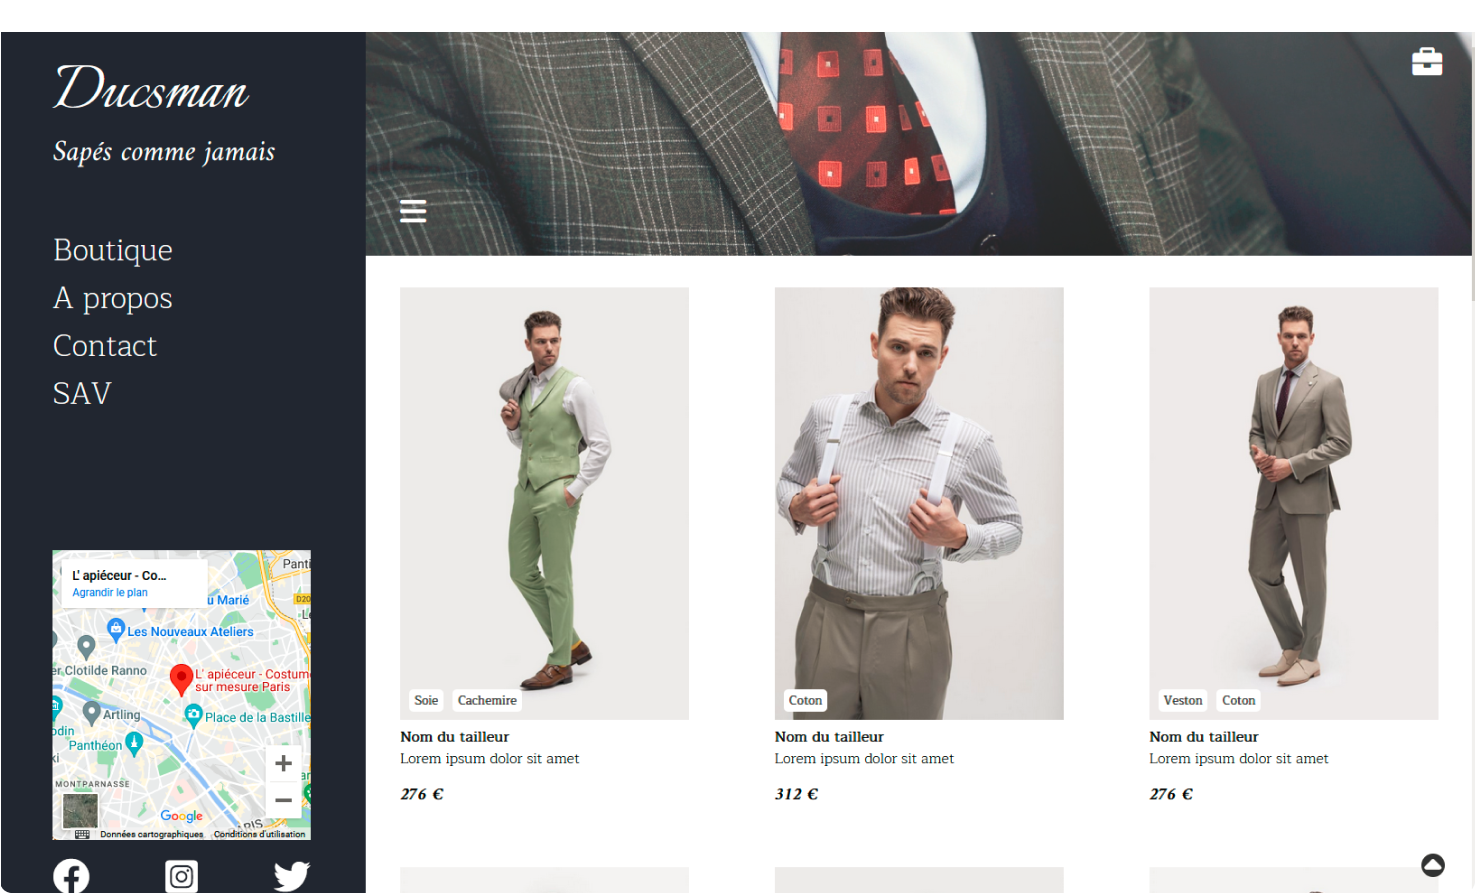 Ducsman
Sapés comme jamais
Boutique
A propos
Contact
SAV
L' apiéceur - Co...
Agrandir le plan
Panti
u Marié
D20
Les Nouveaux Ateliers
er Clotilde Ranno
L' apiéceur - Costum
sur mesure Paris
Artling
Place de la Bastille
odin
Panthéon
ki
MONTPARNASSE
Google
Données cartographiques
Conditions d'utilisation
Soie
Cachemire
Nom du tailleur
Lorem ipsum dolor sit amet
276 €
Coton
Nom du tailleur
Lorem ipsum dolor sit amet
312 €
Veston
Coton
Nom du tailleur
Lorem ipsum dolor sit amet
276 €